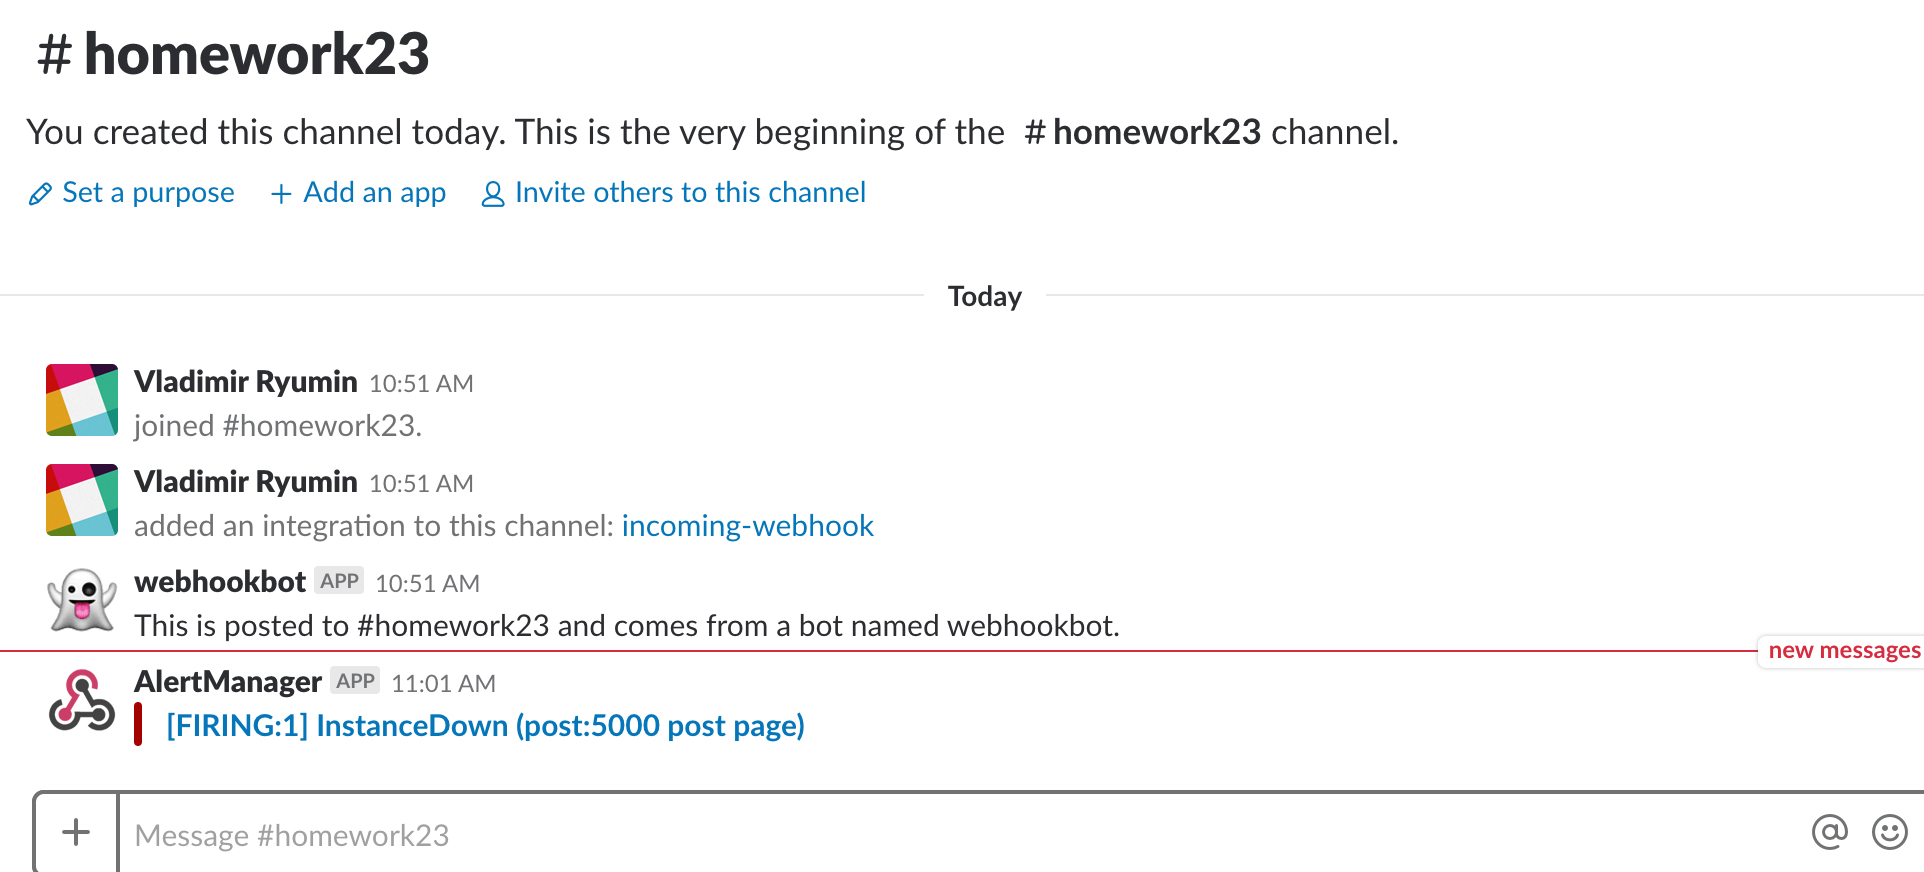 # homework23
You created this channel today. This is the very beginning of the # homework23 channel.
Set a purpose + Add an app Invite others to this channel
Today
Vladimir Ryumin 10:51 AM
joined #homework23.
Vladimir Ryumin 10:51 AM
added an integration to this channel: incoming-webhook
webhookbot APP 10:51 AM
This is posted to #homework23 and comes from a bot named webhookbot.
new messages
AlertManager APP 11:01 AM
[FIRING:1] InstanceDown (post:5000 post page)
+ Message #homework23 @